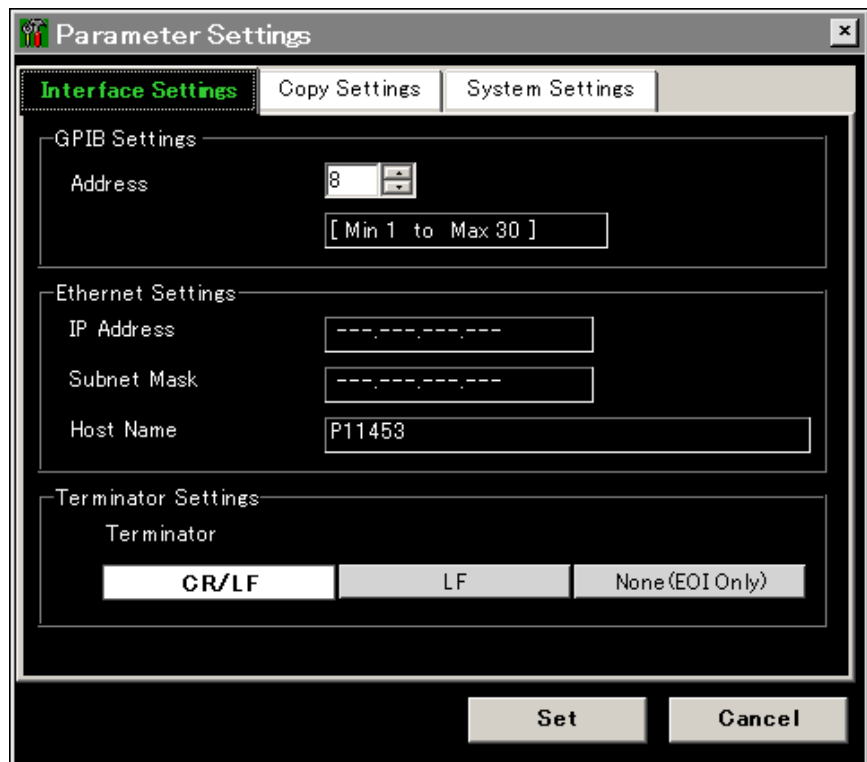 Parameter Settings
Interface Settings Copy Settings System Settings
GPIB Settings
Address 8
[ Min 1 to Max 30 ]
Ethernet Settings
IP Address ---.---.---.---
Subnet Mask ---.---.---.---
Host Name P11453
Terminator Settings
Terminator
CR/LF LF None(EOI Only)
Set Cancel